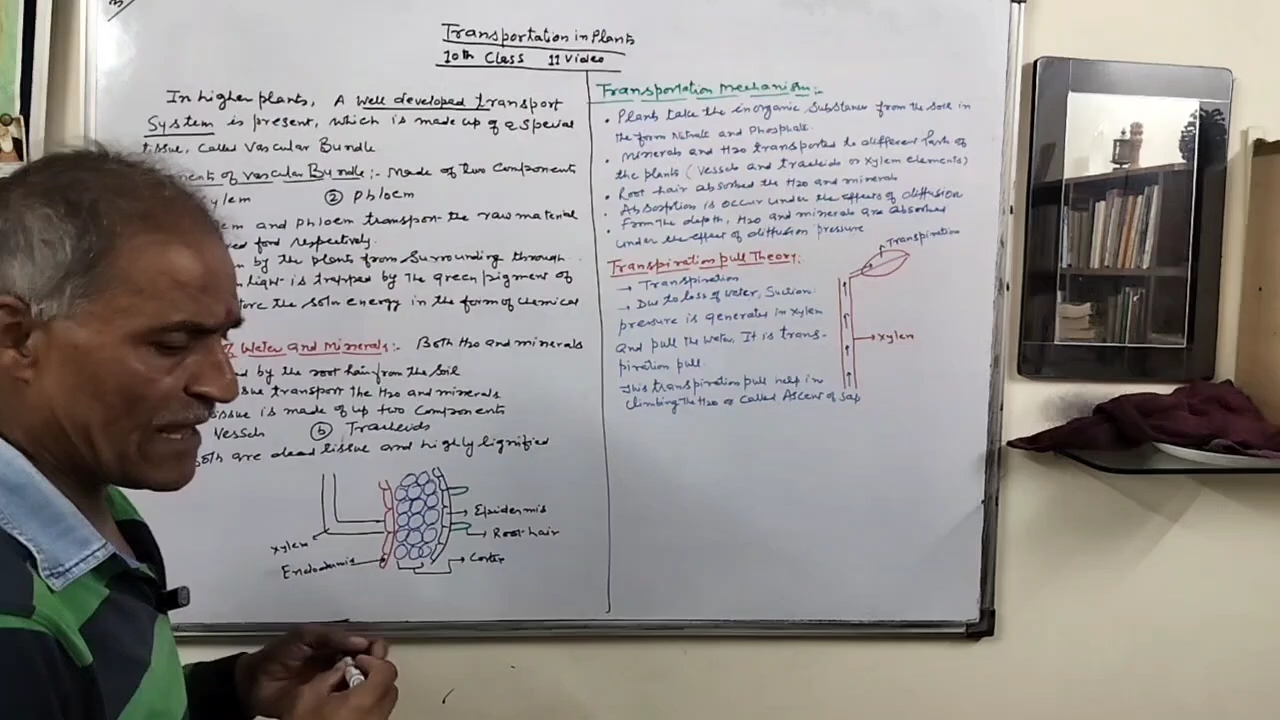 Transportation in Plants
10th Class 11 Video
In higher plants, A well developed transport
System is present, which is made up of a special
tissue, Called Vascular Bundle
nents of vascular Bundle:- Made of two Components
ylem ② Phloem
em and Phloem transport the raw material
food respectively.
by the plants from Surrounding through
light is trapped by the green pigment of
tore the soln energy in the form of chemical
Water and Minerals:- Both H2O and minerals
by the root hair from the soil
sue transport the H2O and minerals
issue is made of up two Components
Vessels ⓑ Tracheids
oth are dead tissue and highly lignified
Xylem
Endodermis
Epidermis
Root hair
Cortex
Transportation Mechanism:-
• Plants take the inorganic substances from the soil in
the form Nitrate and Phosphate.
• Minerals and H2O transported to different Parts of
the plants (Vessels and tracheids or xylem elements)
• Root hair absorbed the H2O and minerals
• Absorption is occur under the effects of diffusion
• From the depth, H2O and minerals are absorbed
under the effect of diffusion pressure
Transpiration pull Theory:
→ Transpiration
→ Due to loss of water, Suction
pressure is generates in xylem
and pull the water. It is trans-
piration pull.
This transpiration pull help in
climbing the H2O or called Ascent of Sap
Transpiration
xylem